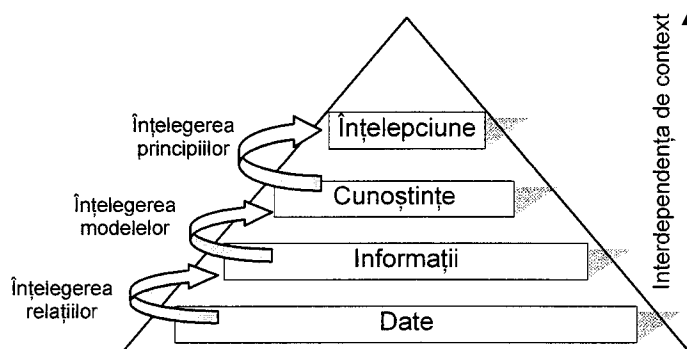 Înțelegerea
principiilor
Înțelepciune
Cunoștințe
Înțelegerea
modelelor
Informații
Înțelegerea
relațiilor
Date
Interdependența de context